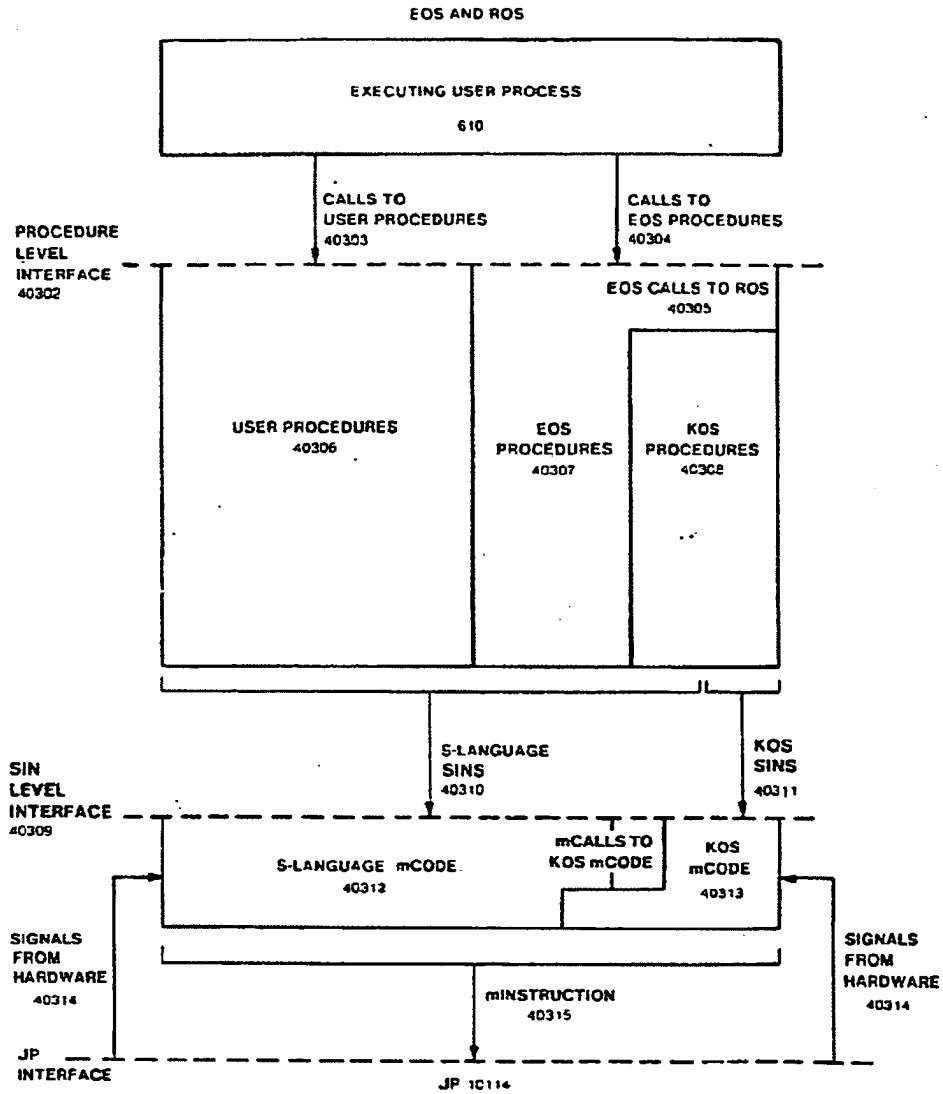 EOS AND ROS
EXECUTING USER PROCESS
610
CALLS TO
USER PROCEDURES
40303
CALLS TO
EOS PROCEDURES
40304
PROCEDURE
LEVEL
INTERFACE
40302
EOS CALLS TO ROS
40305
USER PROCEDURES
40306
EOS
PROCEDURES
40307
KOS
PROCEDURES
40308
S-LANGUAGE
SINS
40310
KOS
SINS
40311
SIN
LEVEL
INTERFACE
40309
S-LANGUAGE mCODE
40312
mCALLS TO
KOS mCODE
KOS
mCODE
40313
SIGNALS
FROM
HARDWARE
40314
SIGNALS
FROM
HARDWARE
40314
mINSTRUCTION
40315
JP
INTERFACE
JP 10114